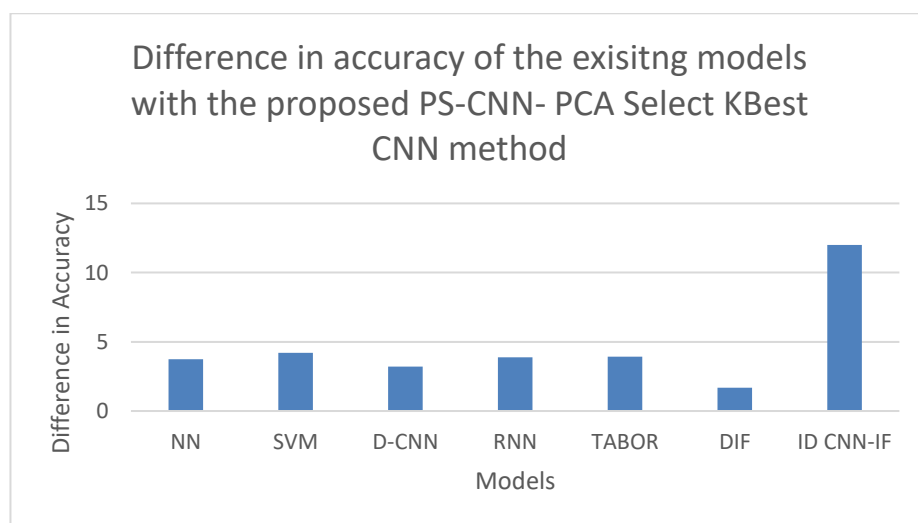 Difference in accuracy of the exisitng models
with the proposed PS-CNN- PCA Select KBest
CNN method
Difference in Accuracy
15
10
5
0
NN SVM D-CNN RNN TABOR DIF ID CNN-IF
Models